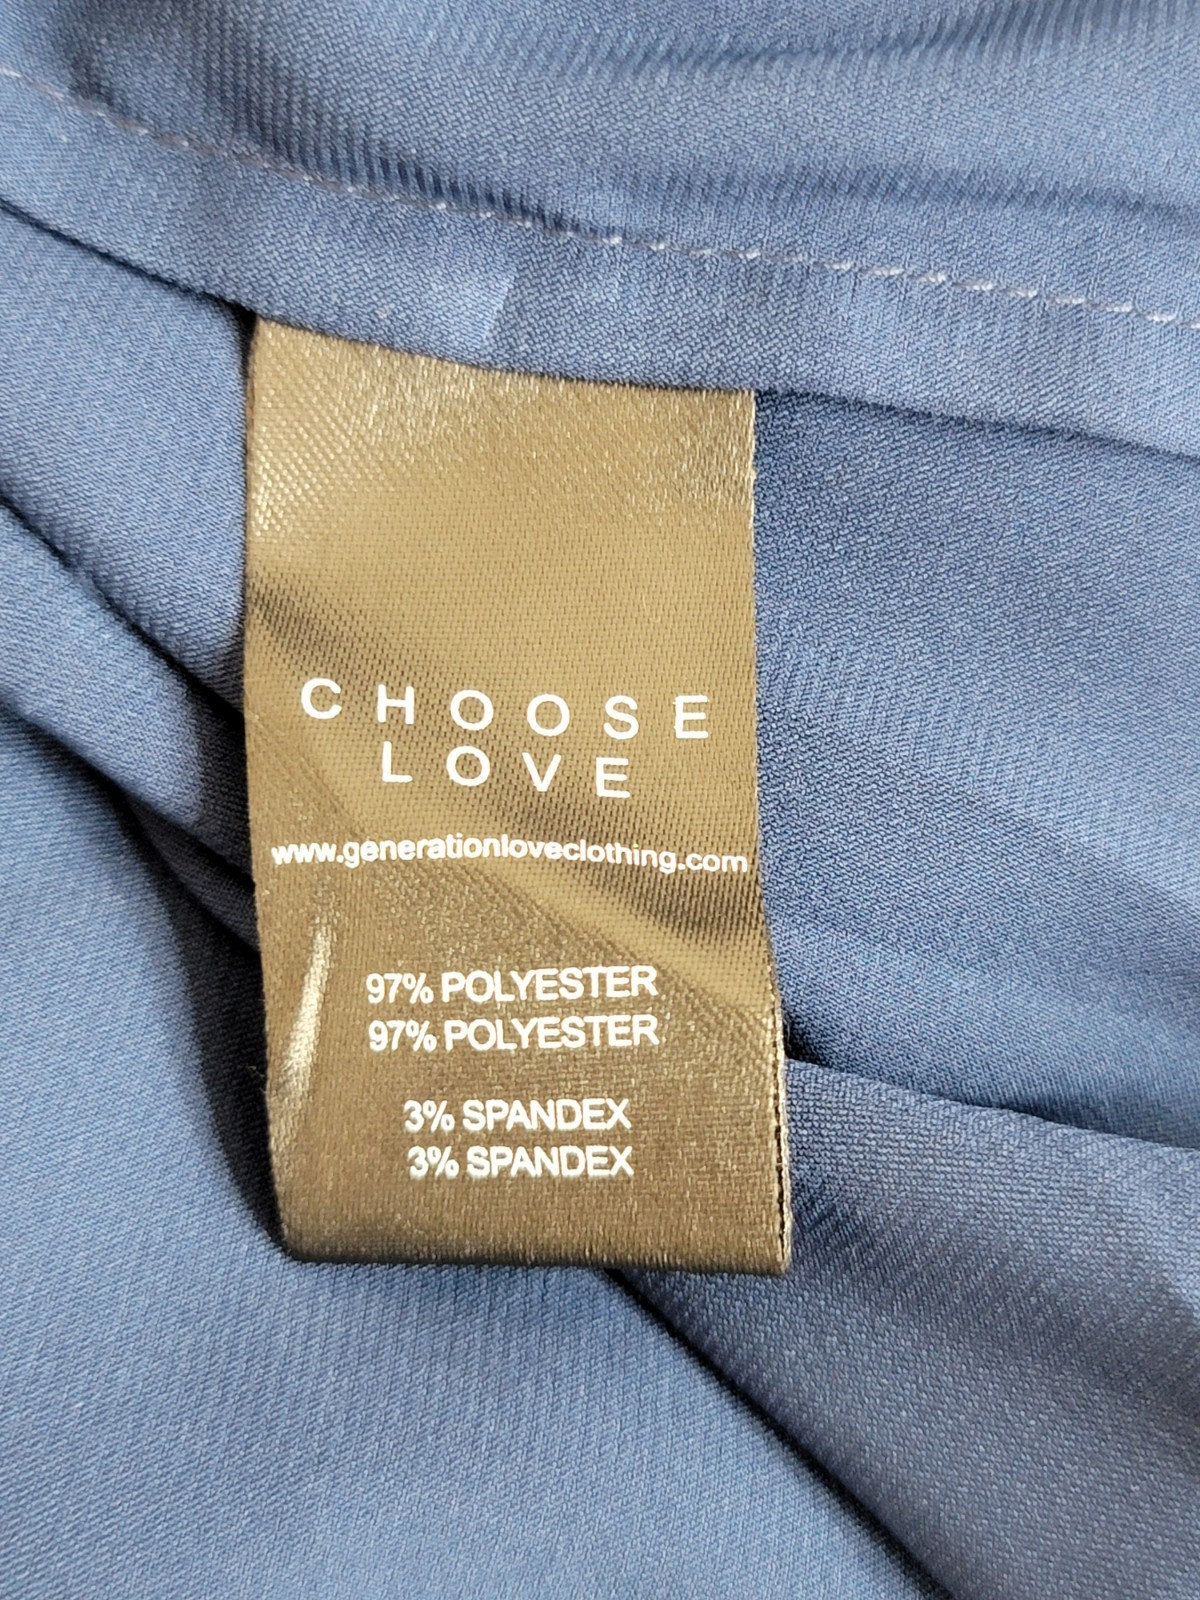 CHOOSE
LOVE
www.generationloveclothing.com
97% POLYESTER
97% POLYESTER
3% SPANDEX
3% SPANDEX